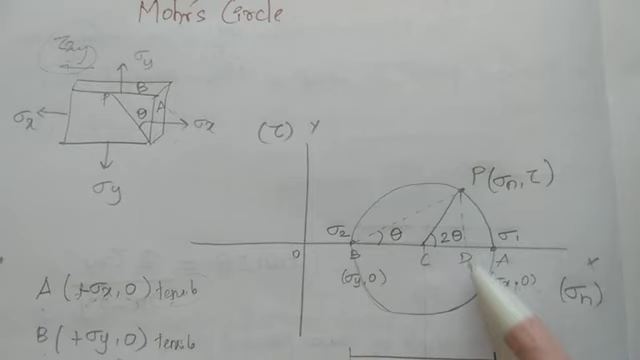 Mohr's Circle
τxy
σy
P B A
θ
σx σx
σy
(τ) Y
P(σn, τ)
σ2 θ 2θ σ1
O B C D A X
(σy, 0) (σx, 0) (σn)
A (+σx, 0) tensile
B (+σy, 0) tensile